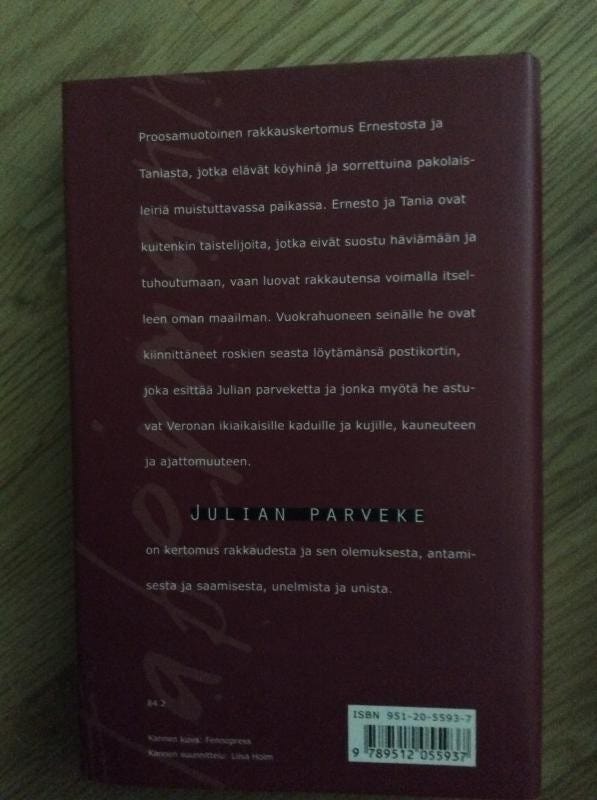 Proosamuotoinen rakkauskertomus Ernestosta ja
Taniasta, jotka elävät köyhinä ja sorrettuina pakolais-
leiriä muistuttavassa paikassa. Ernesto ja Tania ovat
kuitenkin taistelijoita, jotka eivät suostu häviämään ja
tuhoutumaan, vaan luovat rakkautensa voimalla itsel-
leen oman maailman. Vuokrahuoneen seinälle he ovat
kiinnittäneet roskien seasta löytämänsä postikortin,
joka esittää Julian parveketta ja jonka myötä he astu-
vat Veronan ikiaikaisille kaduille ja kujille, kauneuteen
ja ajattomuuteen.
JULIAN PARVEKE
on kertomus rakkaudesta ja sen olemuksesta, antami-
sesta ja saamisesta, unelmista ja unista.
84.2
Kannen kuva: Fennopress
Kannen suunnittelu: Liisa Holm
ISBN 951-20-5593-7
9 789512 055937